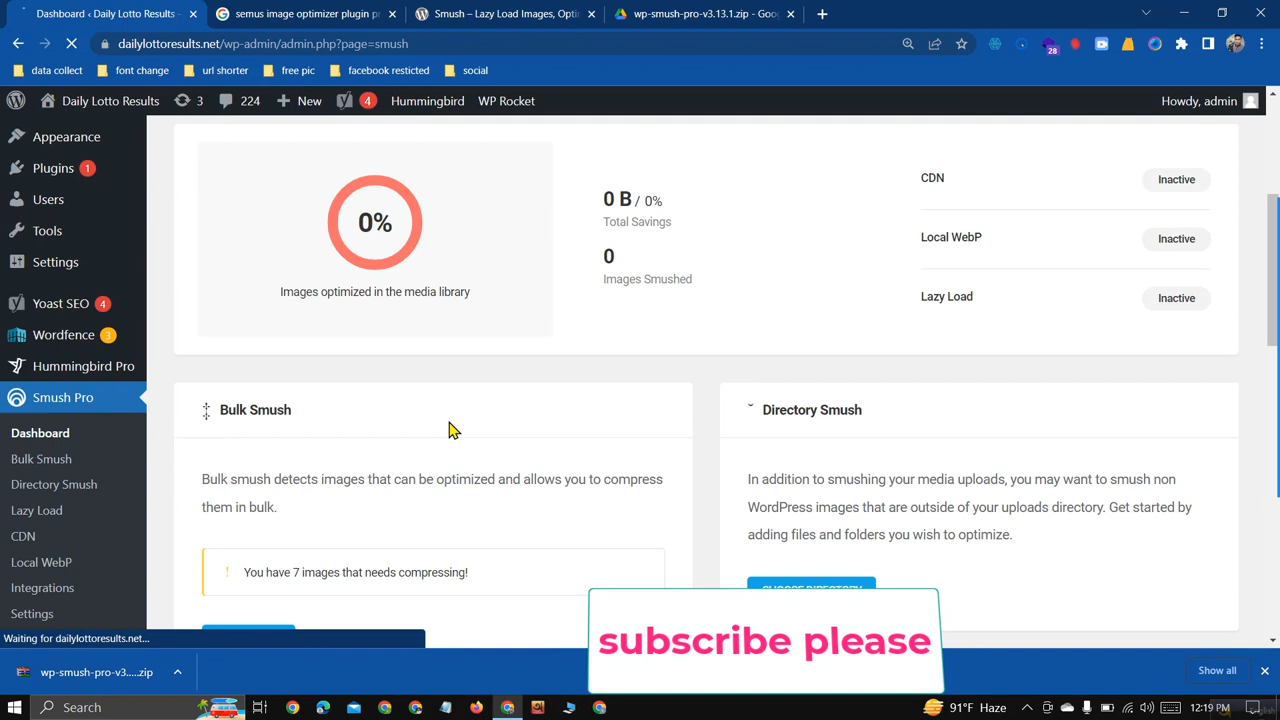 Dashboard ‹ Daily Lotto Results -
semus image optimizer plugin pr
Smush – Lazy Load Images, Opti
wp-smush-pro-v3.13.1.zip - Goo
dailylottoresults.net/wp-admin/admin.php?page=smush
28
data collect
font change
url shorter
free pic
facebook resticted
social
Daily Lotto Results
3
224
New
4
Hummingbird
WP Rocket
Howdy, admin
Appearance
Plugins 1
Users
Tools
Settings
Yoast SEO 4
Wordfence 3
Hummingbird Pro
Smush Pro
Dashboard
Bulk Smush
Directory Smush
Lazy Load
CDN
Local WebP
Integrations
Settings
0%
Images optimized in the media library
0 B / 0%
Total Savings
0
Images Smushed
CDN
Inactive
Local WebP
Inactive
Lazy Load
Inactive
Bulk Smush
Bulk smush detects images that can be optimized and allows you to compress
them in bulk.
You have 7 images that needs compressing!
Directory Smush
In addition to smushing your media uploads, you may want to smush non
WordPress images that are outside of your uploads directory. Get started by
adding files and folders you wish to optimize.
CHOOSE DIRECTORY
subscribe please
Waiting for dailylottoresults.net...
wp-smush-pro-v3....zip
Show all
Search
91°F Haze
12:19 PM
English